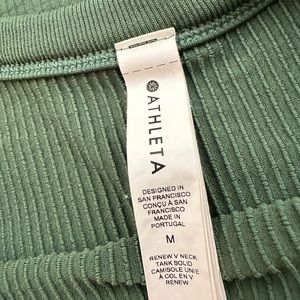 ATHLETA
DESIGNED IN
SAN FRANCISCO
CONÇU À SAN
FRANCISCO
MADE IN
PORTUGAL
M
RENEW V NECK
TANK SOLID
CAMISOLE UNIE
À COL EN V
RENEW